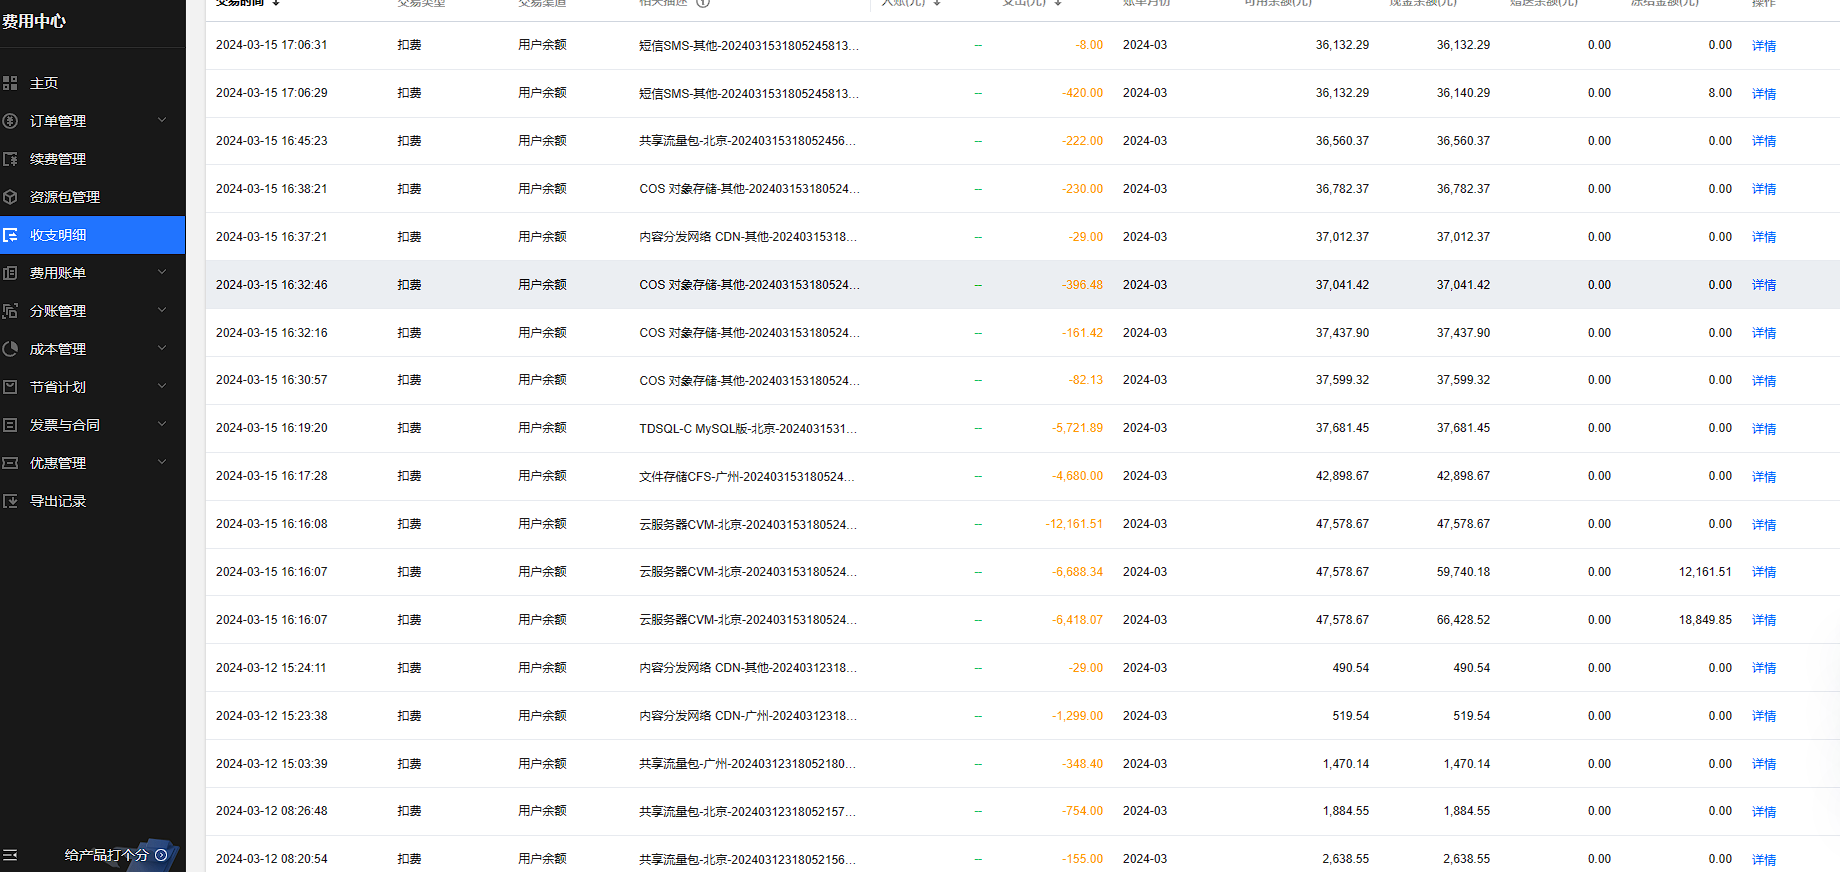 费用中心
主页
订单管理
续费管理
资源包管理
收支明细
费用账单
分账管理
成本管理
节省计划
发票与合同
优惠管理
导出记录
给产品打个分
交易时间 交易类型 交易渠道 相关描述 入账(元) 支出(元) 账单月份 可用余额(元) 现金余额(元) 赠送余额(元) 冻结金额(元) 操作
2024-03-15 17:06:31 扣费 用户余额 短信SMS-其他-2024031531805245813... -- -8.00 2024-03 36,132.29 36,132.29 0.00 0.00 详情
2024-03-15 17:06:29 扣费 用户余额 短信SMS-其他-2024031531805245813... -- -420.00 2024-03 36,132.29 36,140.29 0.00 8.00 详情
2024-03-15 16:45:23 扣费 用户余额 共享流量包-北京-20240315318052456... -- -222.00 2024-03 36,560.37 36,560.37 0.00 0.00 详情
2024-03-15 16:38:21 扣费 用户余额 COS 对象存储-其他-202403153180524... -- -230.00 2024-03 36,782.37 36,782.37 0.00 0.00 详情
2024-03-15 16:37:21 扣费 用户余额 内容分发网络 CDN-其他-20240315318... -- -29.00 2024-03 37,012.37 37,012.37 0.00 0.00 详情
2024-03-15 16:32:46 扣费 用户余额 COS 对象存储-其他-202403153180524... -- -396.48 2024-03 37,041.42 37,041.42 0.00 0.00 详情
2024-03-15 16:32:16 扣费 用户余额 COS 对象存储-其他-202403153180524... -- -161.42 2024-03 37,437.90 37,437.90 0.00 0.00 详情
2024-03-15 16:30:57 扣费 用户余额 COS 对象存储-其他-202403153180524... -- -82.13 2024-03 37,599.32 37,599.32 0.00 0.00 详情
2024-03-15 16:19:20 扣费 用户余额 TDSQL-C MySQL版-北京-2024031531... -- -5,721.89 2024-03 37,681.45 37,681.45 0.00 0.00 详情
2024-03-15 16:17:28 扣费 用户余额 文件存储CFS-广州-202403153180524... -- -4,680.00 2024-03 42,898.67 42,898.67 0.00 0.00 详情
2024-03-15 16:16:08 扣费 用户余额 云服务器CVM-北京-202403153180524... -- -12,161.51 2024-03 47,578.67 47,578.67 0.00 0.00 详情
2024-03-15 16:16:07 扣费 用户余额 云服务器CVM-北京-202403153180524... -- -6,688.34 2024-03 47,578.67 59,740.18 0.00 12,161.51 详情
2024-03-15 16:16:07 扣费 用户余额 云服务器CVM-北京-202403153180524... -- -6,418.07 2024-03 47,578.67 66,428.52 0.00 18,849.85 详情
2024-03-12 15:24:11 扣费 用户余额 内容分发网络 CDN-其他-20240312318... -- -29.00 2024-03 490.54 490.54 0.00 0.00 详情
2024-03-12 15:23:38 扣费 用户余额 内容分发网络 CDN-广州-20240312318... -- -1,299.00 2024-03 519.54 519.54 0.00 0.00 详情
2024-03-12 15:03:39 扣费 用户余额 共享流量包-广州-20240312318052180... -- -348.40 2024-03 1,470.14 1,470.14 0.00 0.00 详情
2024-03-12 08:26:48 扣费 用户余额 共享流量包-北京-20240312318052157... -- -754.00 2024-03 1,884.55 1,884.55 0.00 0.00 详情
2024-03-12 08:20:54 扣费 用户余额 共享流量包-北京-20240312318052156... -- -155.00 2024-03 2,638.55 2,638.55 0.00 0.00 详情